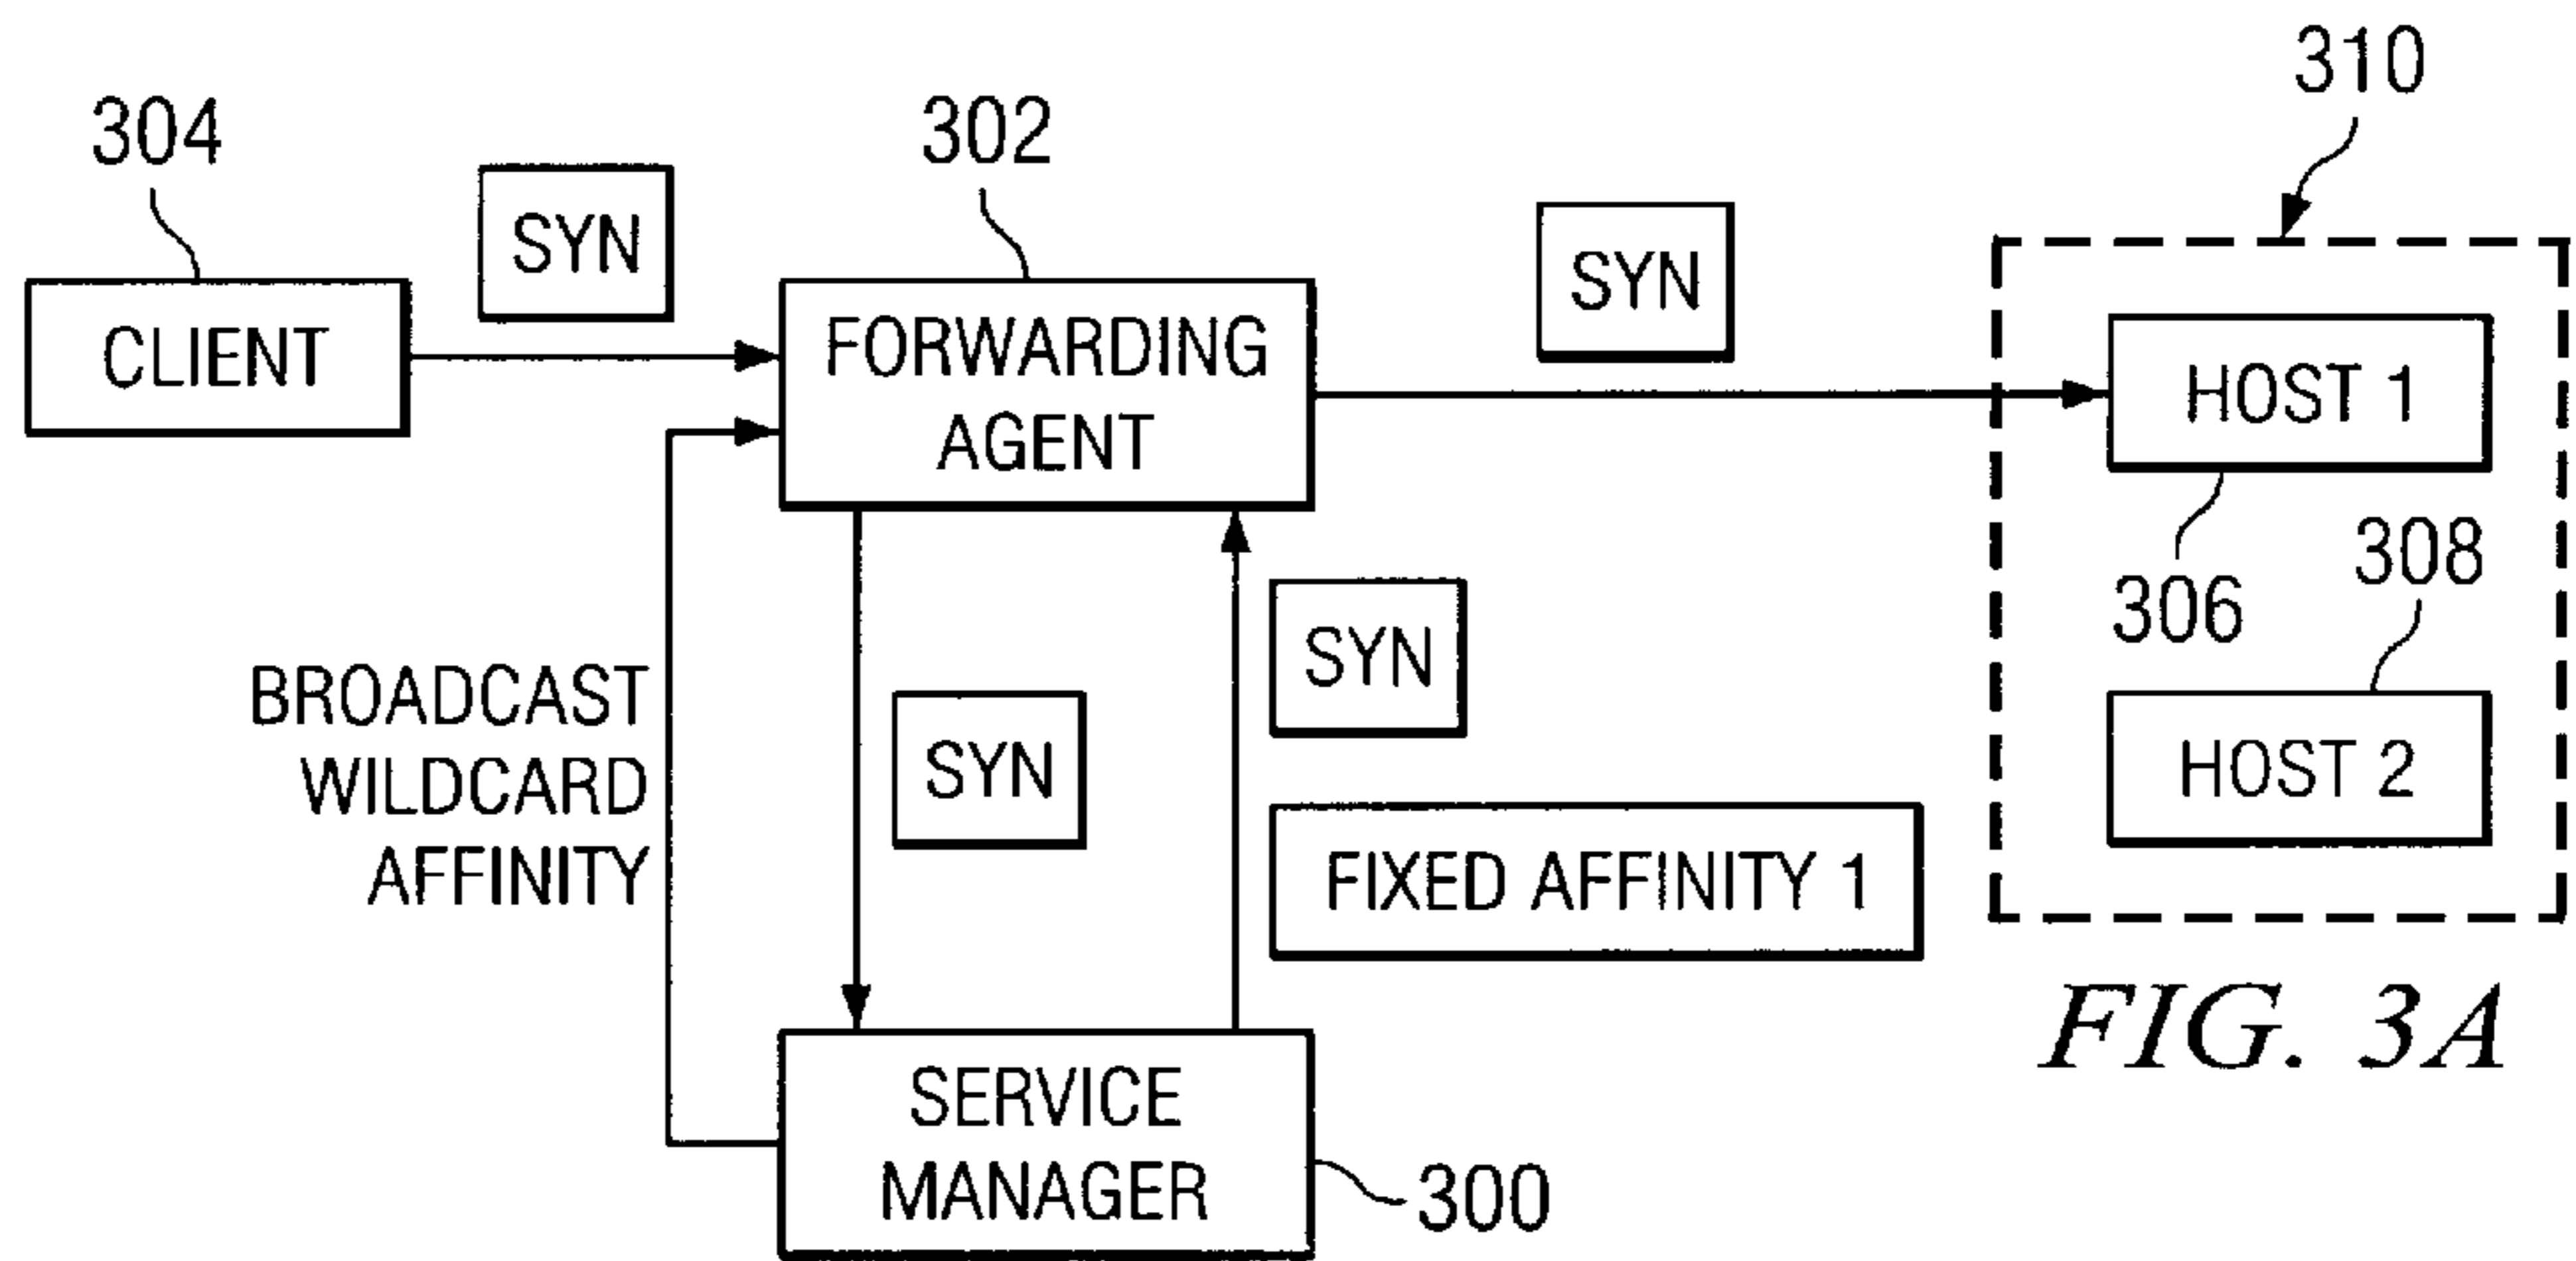 310
304
302
SYN
SYN
CLIENT
FORWARDING
AGENT
HOST 1
306
308
SYN
SYN
HOST 2
BROADCAST
WILDCARD
AFFINITY
FIXED AFFINITY 1
FIG. 3A
SERVICE
MANAGER
300